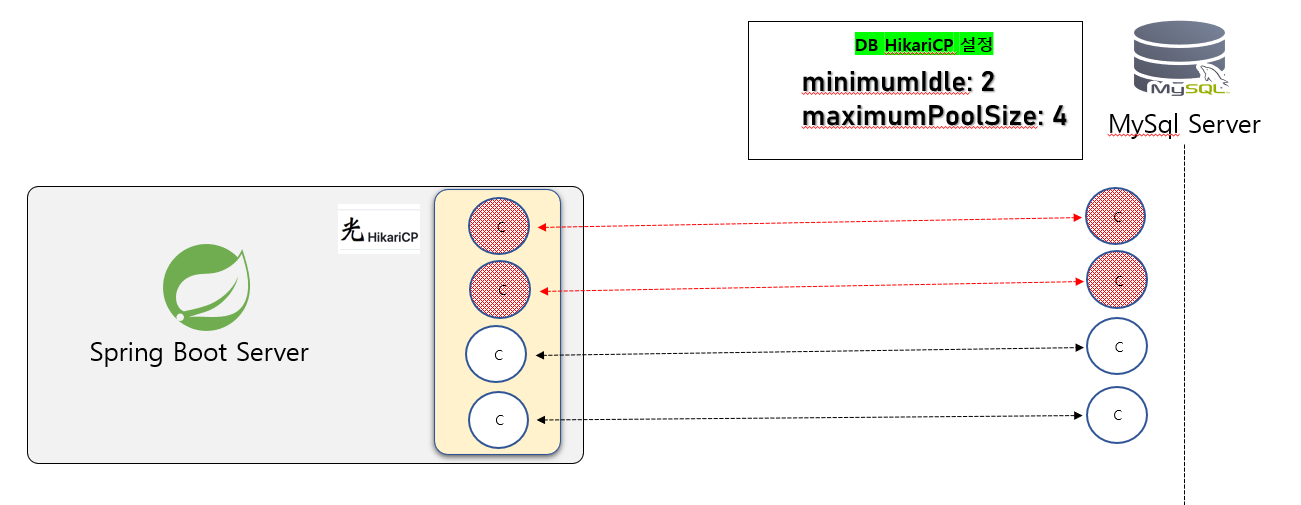 DB HikariCP 설정
minimumIdle: 2
maximumPoolSize: 4
MySQL
MySql Server
光 HikariCP
Spring Boot Server
C
C
C
C
C
C
C
C